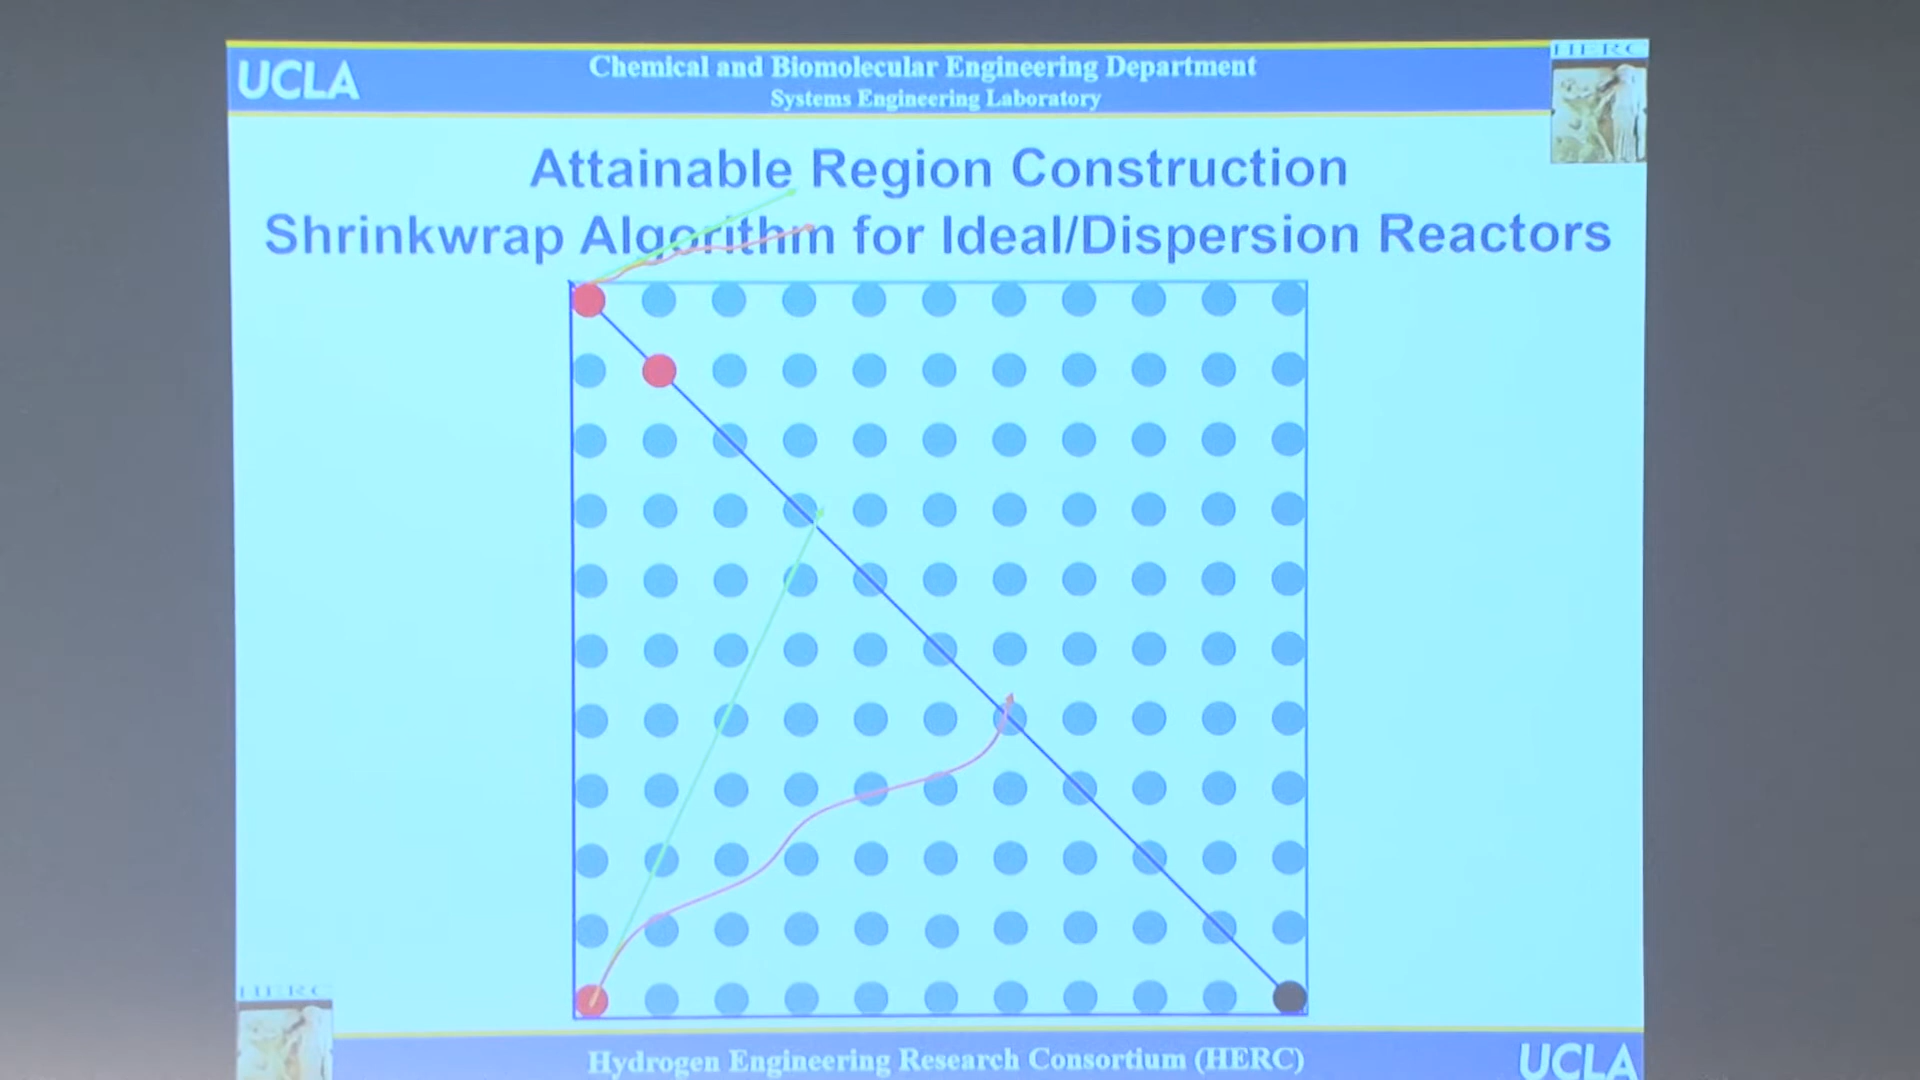 UCLA
Chemical and Biomolecular Engineering Department
Systems Engineering Laboratory
HERC
Attainable Region Construction
Shrinkwrap Algorithm for Ideal/Dispersion Reactors
HERC
Hydrogen Engineering Research Consortium (HERC)
UCLA